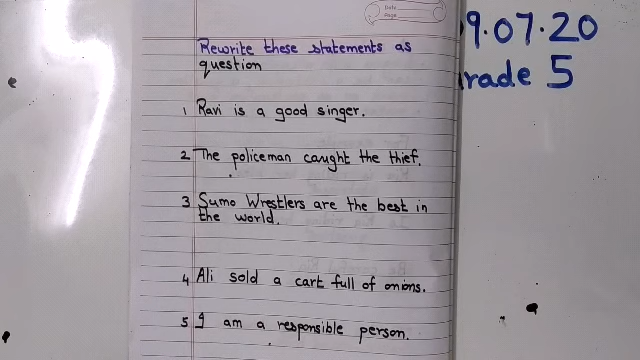 Date
Page
09.07.20
Grade 5
Rewrite these statements as
question
1 Ravi is a good singer.
2 The policeman caught the thief.
3 Sumo Wrestlers are the best in
the world.
4 Ali sold a cart full of onions.
5 I am a responsible person.